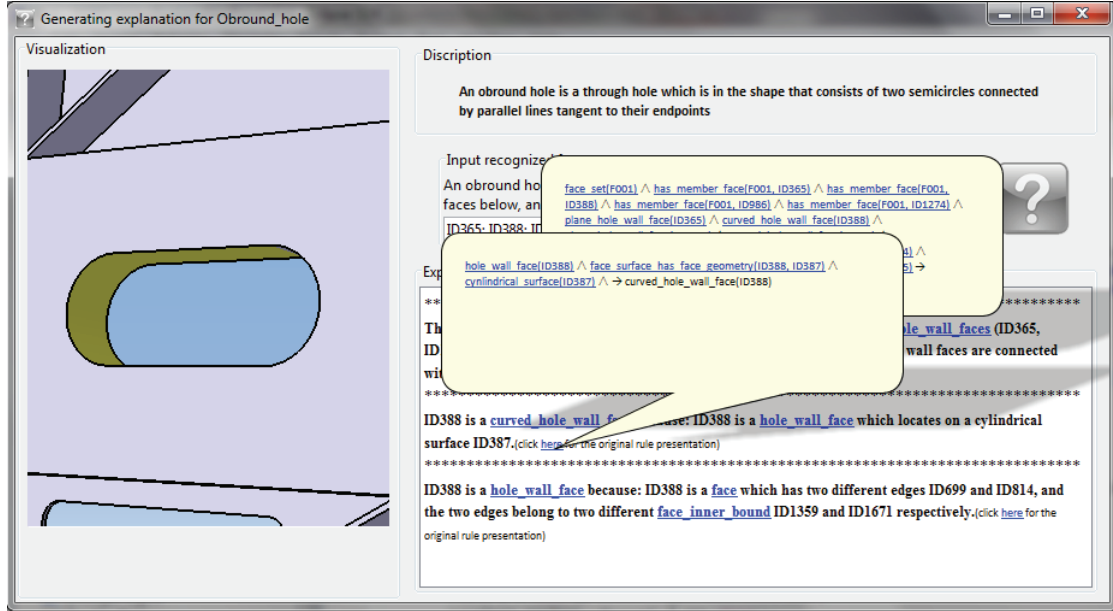 Generating explanation for Obround_hole
Visualization
Discription
An obround hole is a through hole which is in the shape that consists of two semicircles connected
by parallel lines tangent to their endpoints
Input recognized
An obround ho
faces below, an
ID365; ID388; ID
face_set(F001) ∧ has_member_face(F001, ID365) ∧ has_member_face(F001,
ID388) ∧ has_member_face(F001, ID986) ∧ has_member_face(F001, ID1274) ∧
plane_hole_wall_face(ID365) ∧ curved_hole_wall_face(ID388) ∧
4) ∧
5) →
hole_wall_face(ID388) ∧ face_surface_has_face_geometry(ID388, ID387) ∧
cynlindrical_surface(ID387) ∧ → curved_hole_wall_face(ID388)
Exp
Th
ole_wall_faces (ID365,
ID
wall faces are connected
wit
ID388 is a curved_hole_wall_f use: ID388 is a hole_wall_face which locates on a cylindrical
surface ID387.(click here for the original rule presentation)
********************************************************************************
ID388 is a hole_wall_face because: ID388 is a face which has two different edges ID699 and ID814, and
the two edges belong to two different face_inner_bound ID1359 and ID1671 respectively.(click here for the
original rule presentation)